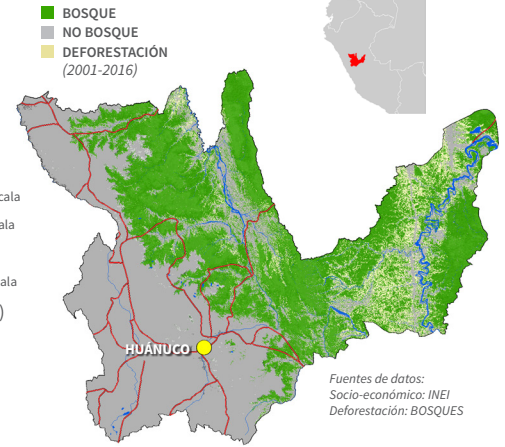 BOSQUE
NO BOSQUE
DEFORESTACIÓN
(2001-2016)
HUÁNUCO
Fuentes de datos:
Socio-económico: INEI
Deforestación: BOSQUES